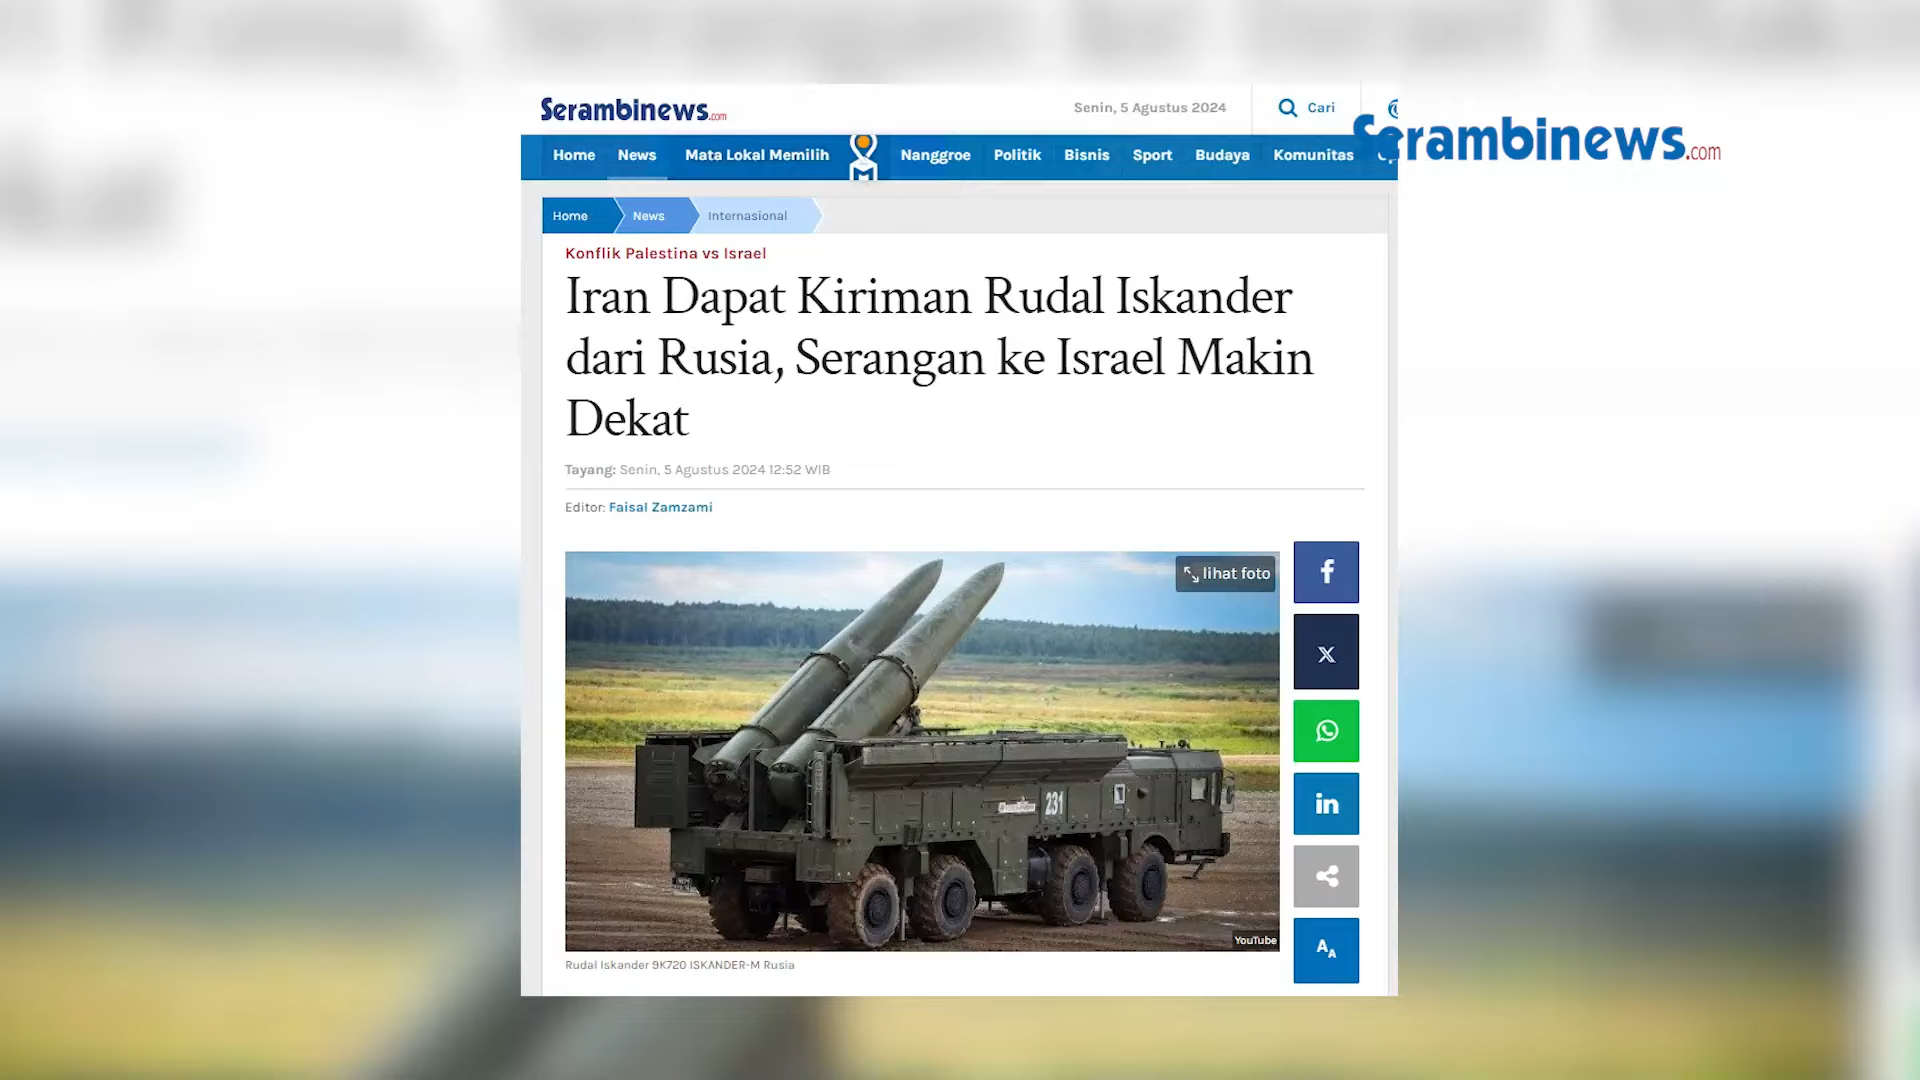 Serambinews.com
Senin, 5 Agustus 2024
Cari
Serambinews.com
Home News Mata Lokal Memilih Nanggroe Politik Bisnis Sport Budaya Komunitas
Home News Internasional
Konflik Palestina vs Israel
Iran Dapat Kiriman Rudal Iskander
dari Rusia, Serangan ke Israel Makin
Dekat
Tayang: Senin, 5 Agustus 2024 12:52 WIB
Editor: Faisal Zamzami
lihat foto
231
YouTube
Rudal Iskander 9K720 ISKANDER-M Rusia